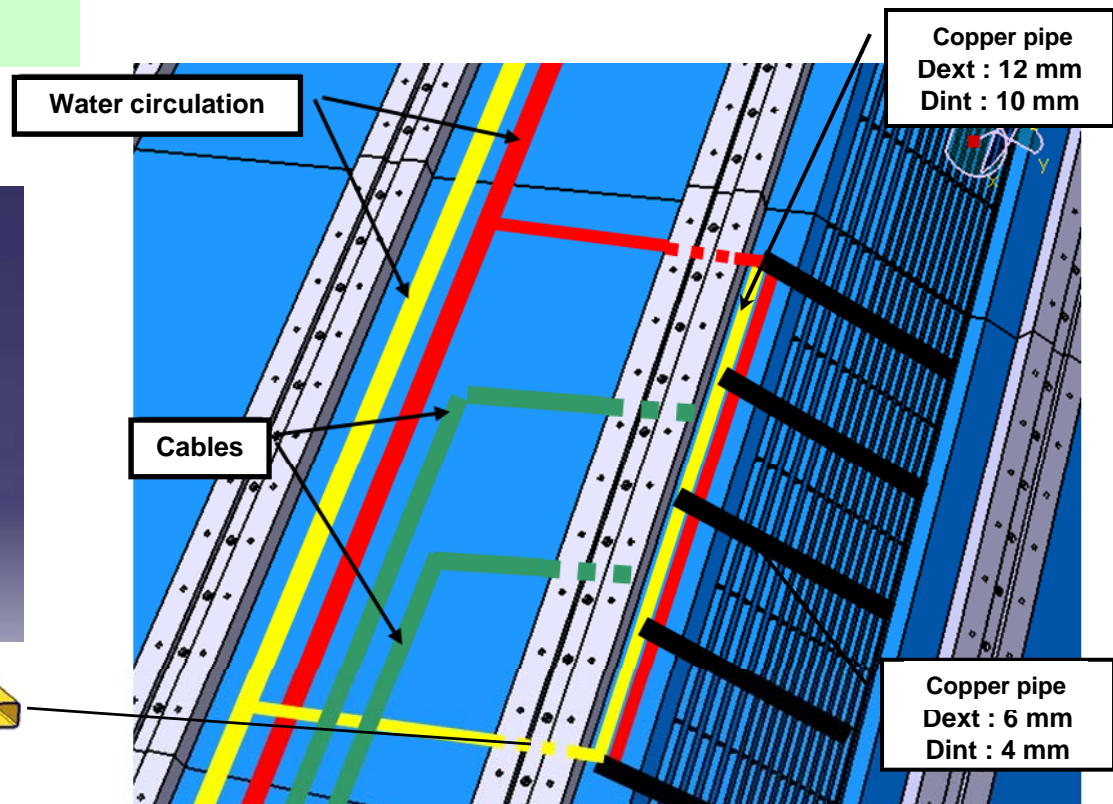 Copper pipe
Dext : 12 mm
Dint : 10 mm
Water circulation
y
x
Cables
Copper pipe
Dext : 6 mm
Dint : 4 mm